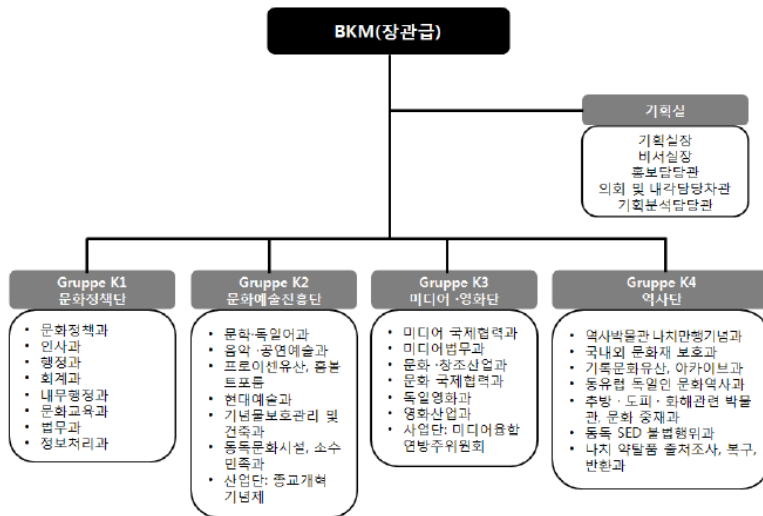 BKM(장관급)
기획실
기획실장
비서실장
홍보담당관
의회 및 내각담당차관
기획분석담당관
Gruppe K1
문화정책단
• 문화정책과
• 인사과
• 행정과
• 회계과
• 내무행정과
• 문화교육과
• 법무과
• 정보처리과
Gruppe K2
문화예술진흥단
• 문학·독일어과
• 음악·공연예술과
• 프로이센유산, 훔볼
트포룸
• 현대예술과
• 기념물보호관리 및
건축과
• 동독문화시설, 소수
민족과
• 산업단: 종교개혁
기념제
Gruppe K3
미디어·영화단
• 미디어 국제협력과
• 미디어법무과
• 문화·창조산업과
• 문화 국제협력과
• 독일영화과
• 영화산업과
• 사업단: 미디어융합
연방주위원회
Gruppe K4
역사단
• 역사박물관 나치만행기념과
• 국내외 문화재 보호과
• 기록문화유산, 아카이브과
• 동유럽 독일인 문화역사과
• 추방·도피·화해관련 박물
관, 문화 중재과
• 동독 SED 불법행위과
• 나치 약탈품 출처조사, 복구,
반환과